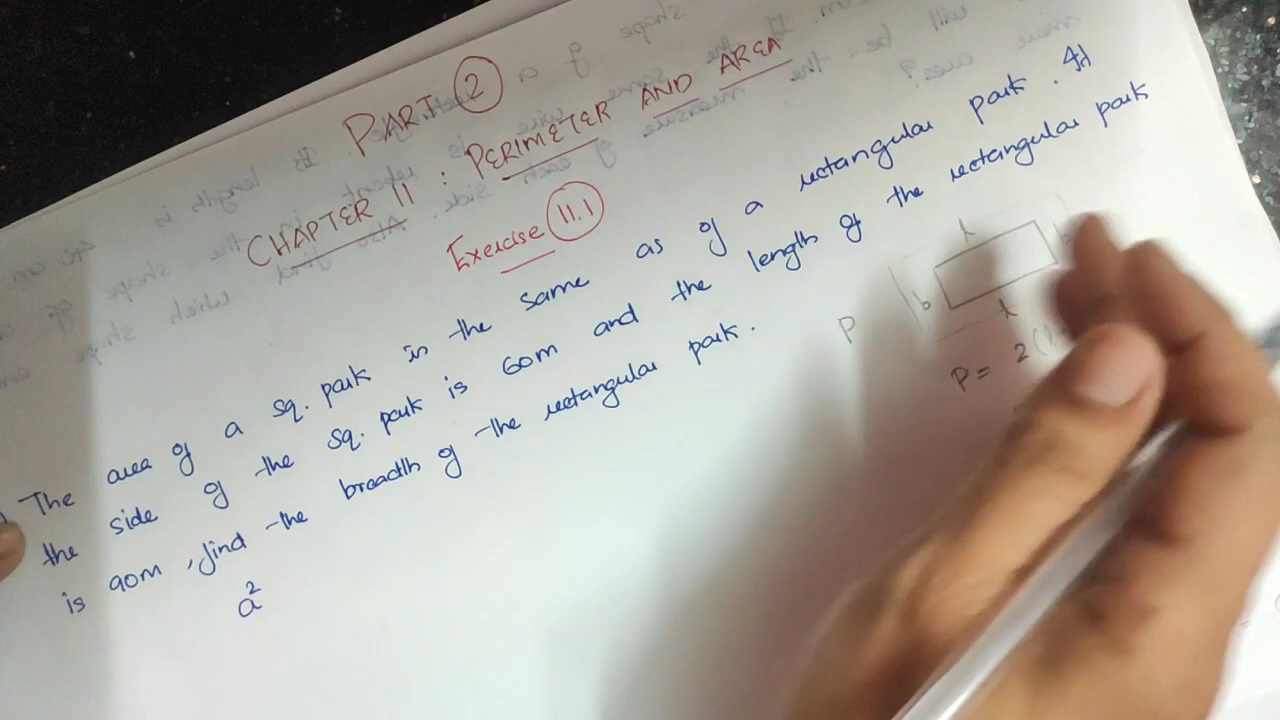 PART 2
CHAPTER 11 : PERIMETER AND AREA
Exercise 11.1
The area of a sq. park is the same as of a rectangular park. If
the side of the sq. park is 60m and the length of the rectangular park
is 90m, find the breadth of the rectangular park.
a²
l
b
l
P
P = 2(l